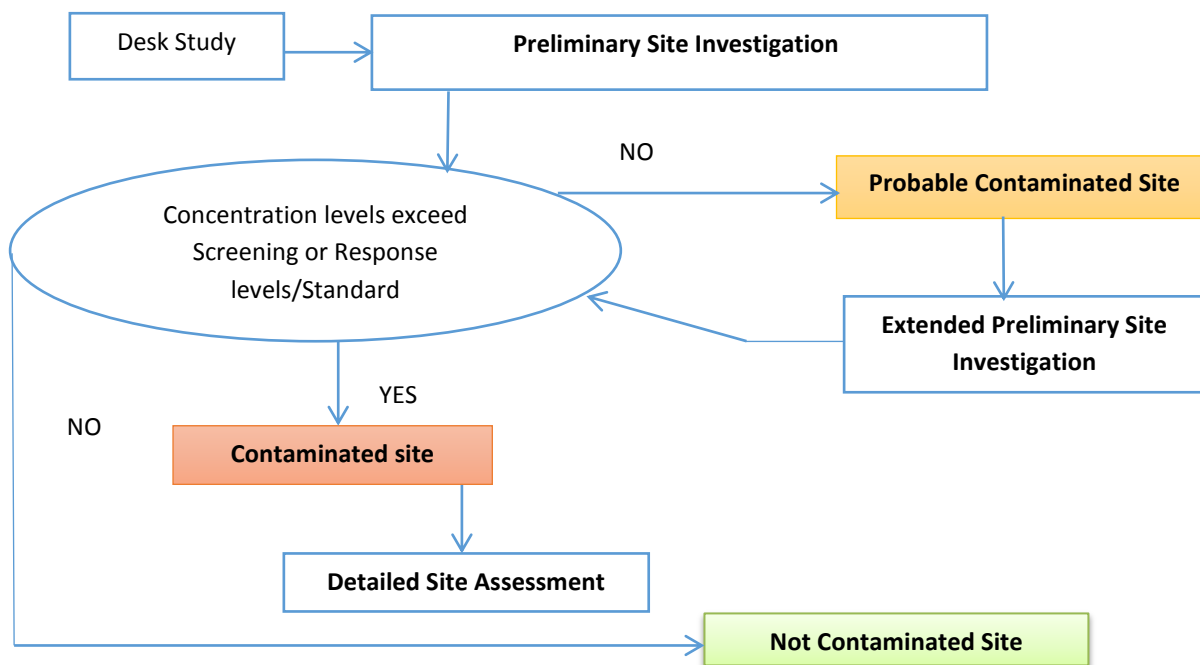 Desk Study
Preliminary Site Investigation
NO
Probable Contaminated Site
Concentration levels exceed
Screening or Response
levels/Standard
Extended Preliminary Site
Investigation
YES
NO
Contaminated site
Detailed Site Assessment
Not Contaminated Site